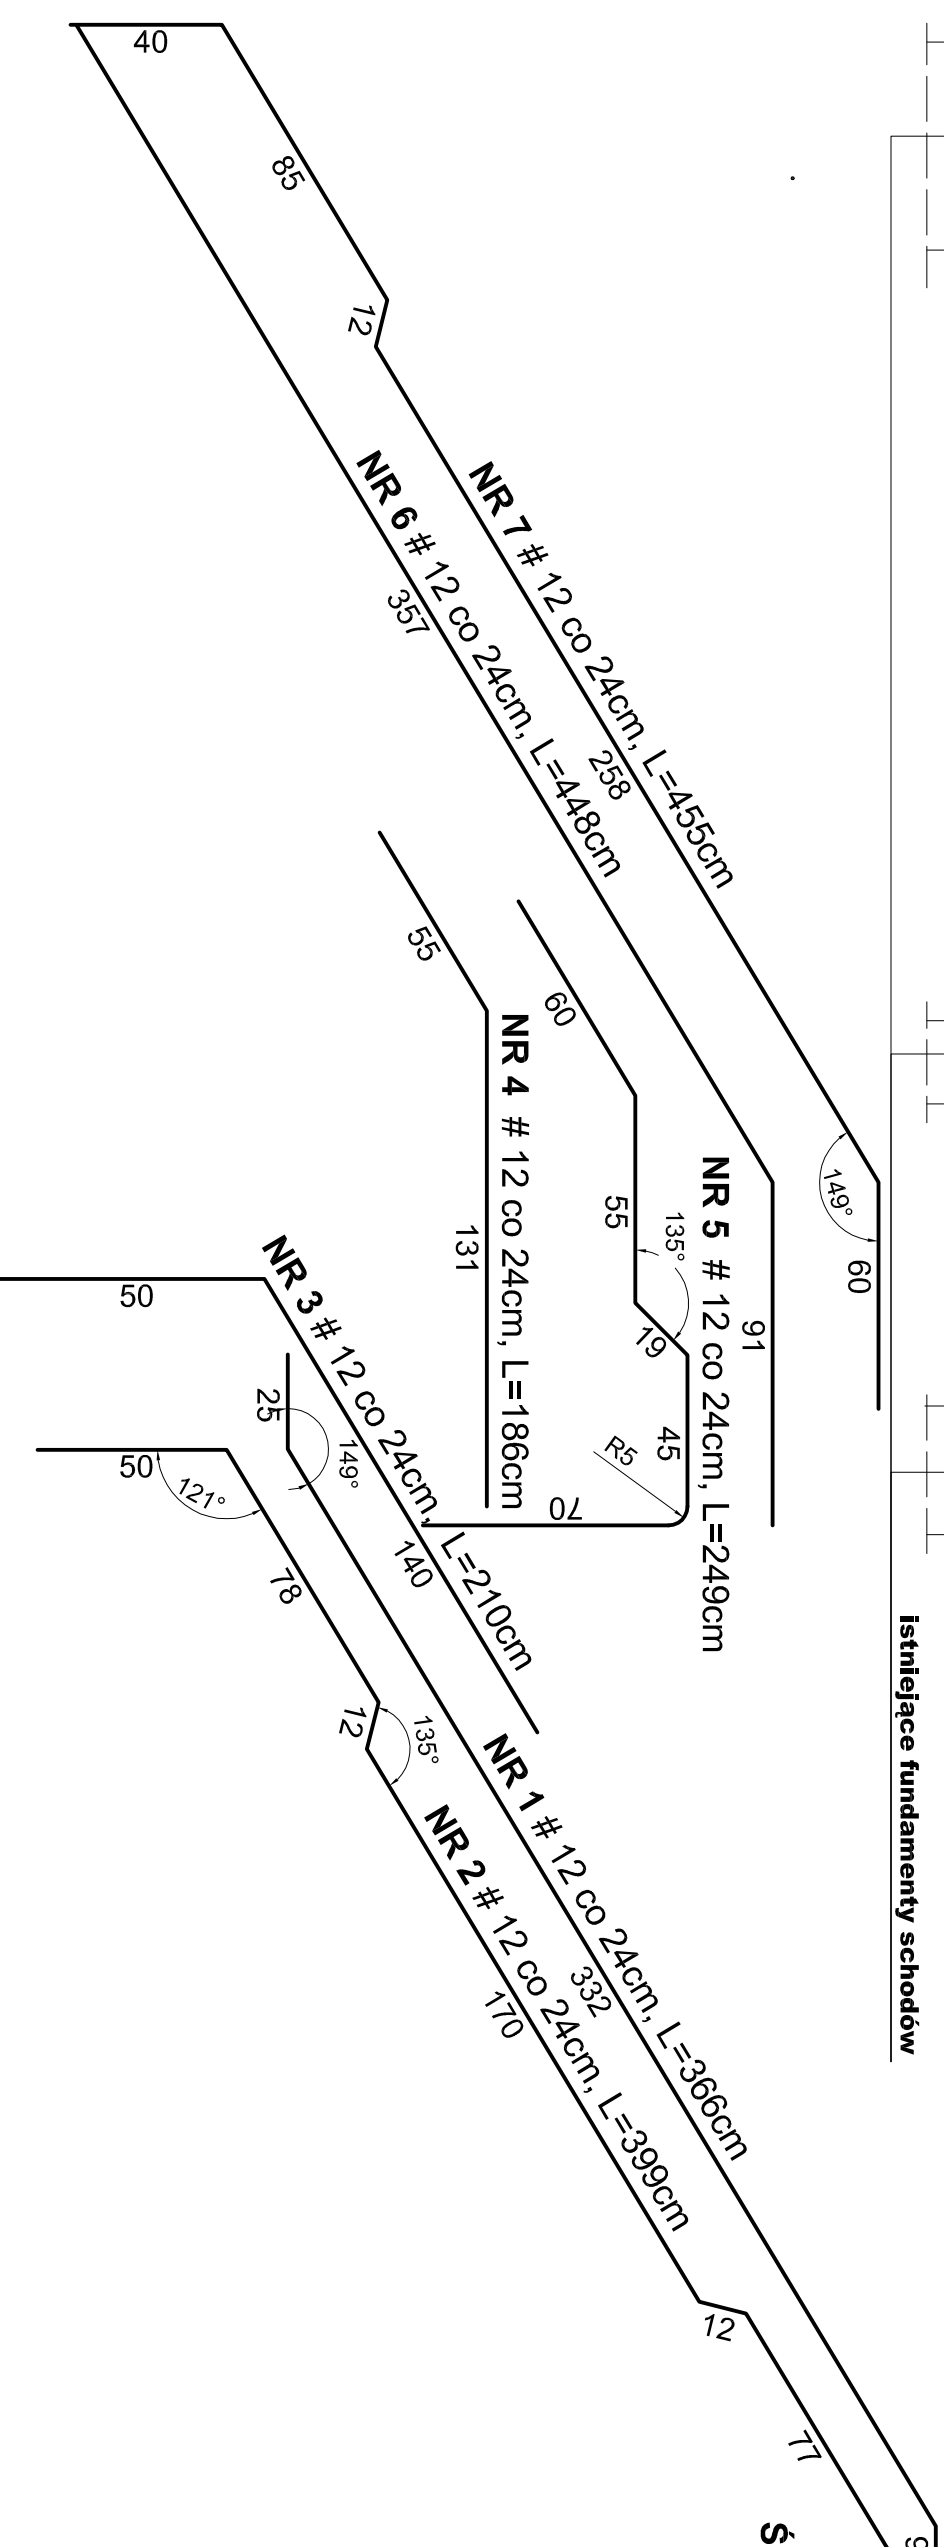 40
85
12
NR 7 # 12 co 24cm, L=455cm
258
149°
60
NR 6 # 12 co 24cm, L=448cm
357
91
55
NR 4 # 12 co 24cm, L=186cm
131
60
55
135°
19
NR 5 # 12 co 24cm, L=249cm
45
R5
70
50
NR 3 # 12 co 24cm, L=210cm
140
25
149°
NR 1 # 12 co 24cm, L=366cm
332
50
121°
78
12
135°
NR 2 # 12 co 24cm, L=399cm
170
12
77
istniejące fundamenty schodów
Ś